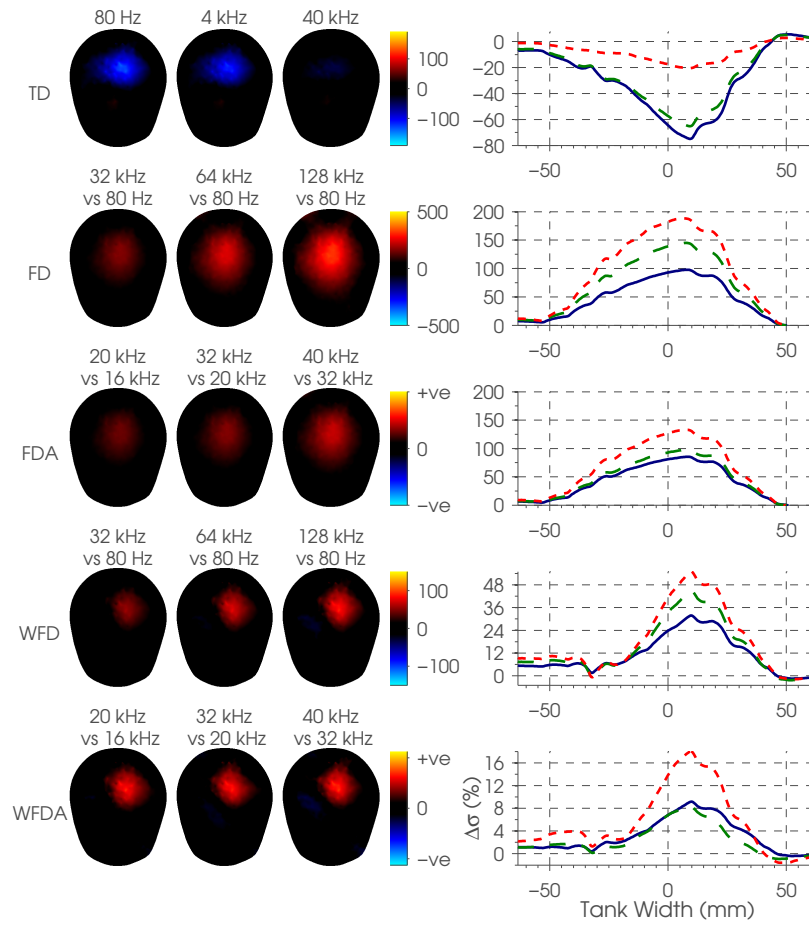 80 Hz 4 kHz 40 kHz
TD
100
0
−100
0
−20
−40
−60
−80
−50 0 50
32 kHz 64 kHz 128 kHz
vs 80 Hz vs 80 Hz vs 80 Hz
FD
500
0
−500
200
150
100
50
0
−50 0 50
20 kHz 32 kHz 40 kHz
vs 16 kHz vs 20 kHz vs 32 kHz
FDA
+ve
0
−ve
200
150
100
50
0
−50 0 50
32 kHz 64 kHz 128 kHz
vs 80 Hz vs 80 Hz vs 80 Hz
WFD
100
0
−100
48
36
24
12
0
−50 0 50
20 kHz 32 kHz 40 kHz
vs 16 kHz vs 20 kHz vs 32 kHz
WFDA
+ve
0
−ve
Δσ (%)
16
12
8
4
0
−50 0 50
Tank Width (mm)